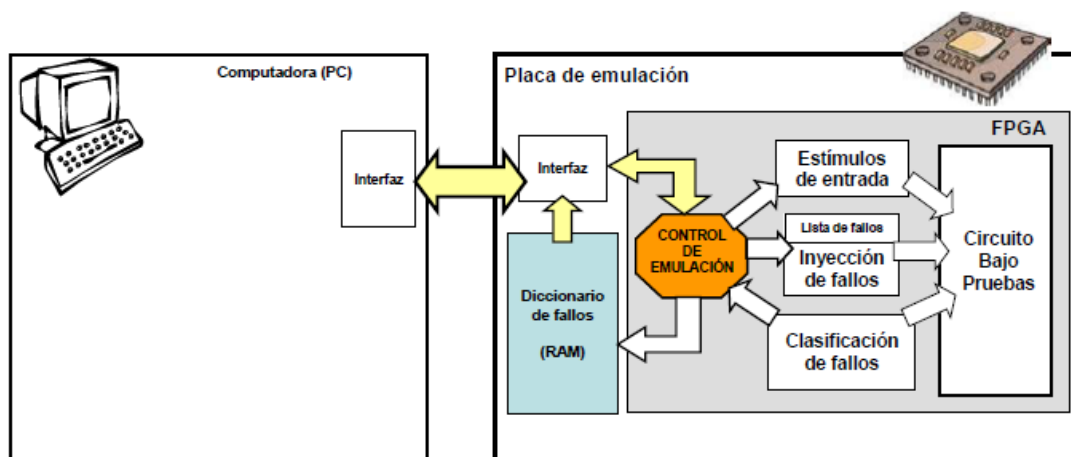 Computadora (PC)
Interfaz
Placa de emulación
Interfaz
Diccionario
de fallos
(RAM)
FPGA
CONTROL
DE
EMULACIÓN
Estímulos
de entrada
Lista de fallos
Inyección
de fallos
Clasificación
de fallos
Circuito
Bajo
Pruebas